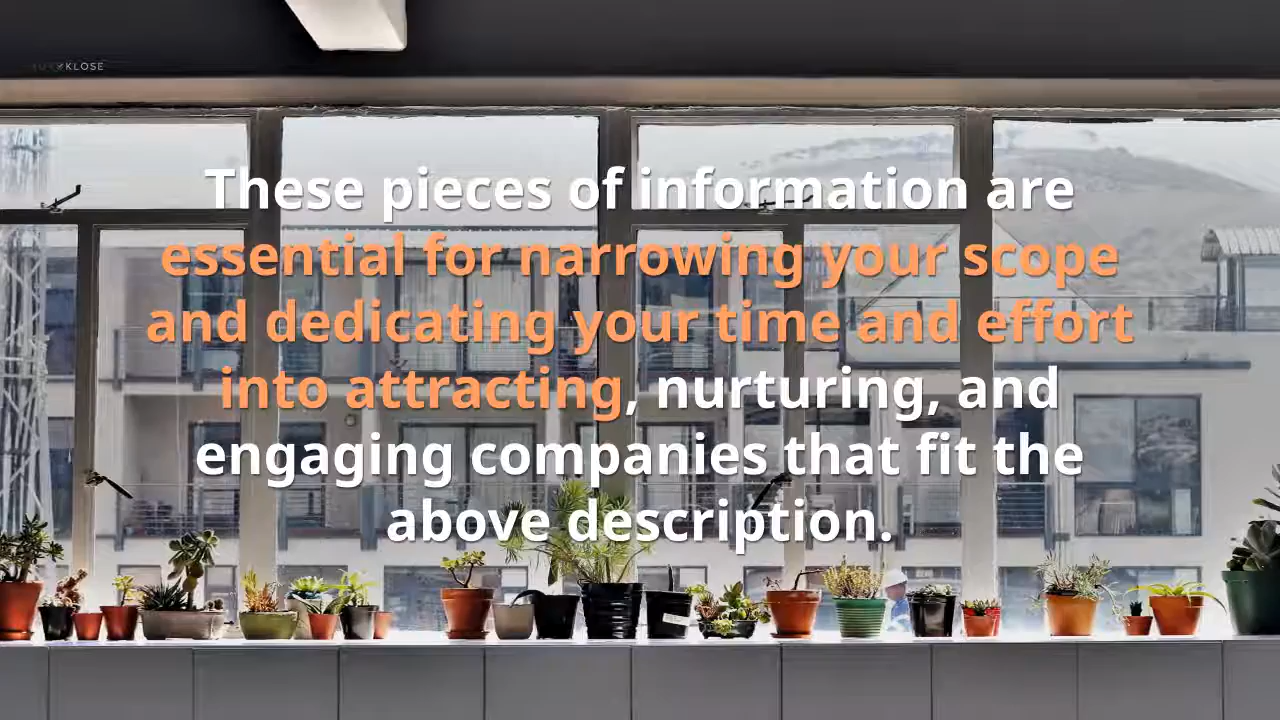 KLOSE
These pieces of information are
essential for narrowing your scope
and dedicating your time and effort
into attracting, nurturing, and
engaging companies that fit the
above description.